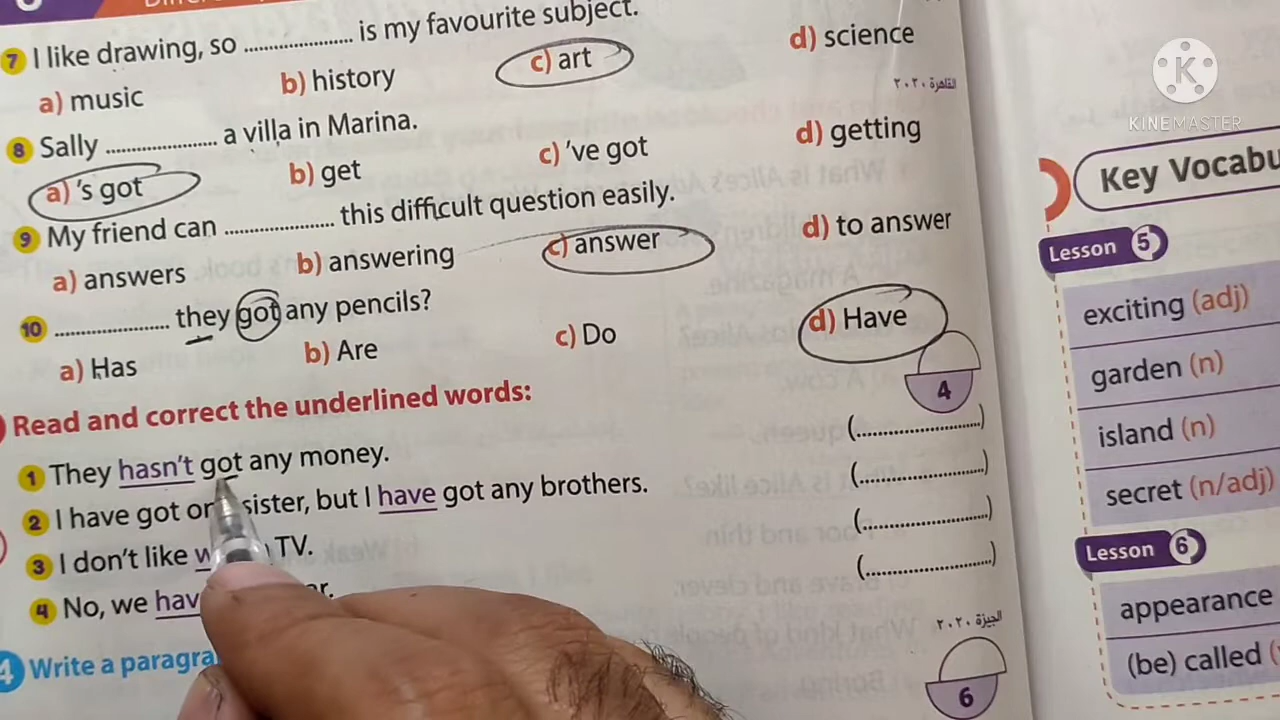 7 I like drawing, so ..................... is my favourite subject.
a) music b) history c) art d) science
القاهرة ٢٠٢٠
8 Sally ..................... a villa in Marina.
a) 's got b) get c) 've got d) getting
9 My friend can ..................... this difficult question easily.
a) answers b) answering c) answer d) to answer
10 ..................... they got any pencils?
a) Has b) Are c) Do d) Have
4
Read and correct the underlined words:
1 They hasn't got any money. (.....................)
2 I have got sister, but I have got any brothers. (.....................)
3 I don't like TV. (.....................)
4 No, we (.....................)
الجيزة ٢٠٢٠
4 Write a
6
KINEMASTER
Key
Lesson 5
exciting (adj)
garden (n)
island (n)
secret (n/adj)
Lesson 6
appearance
(be) called